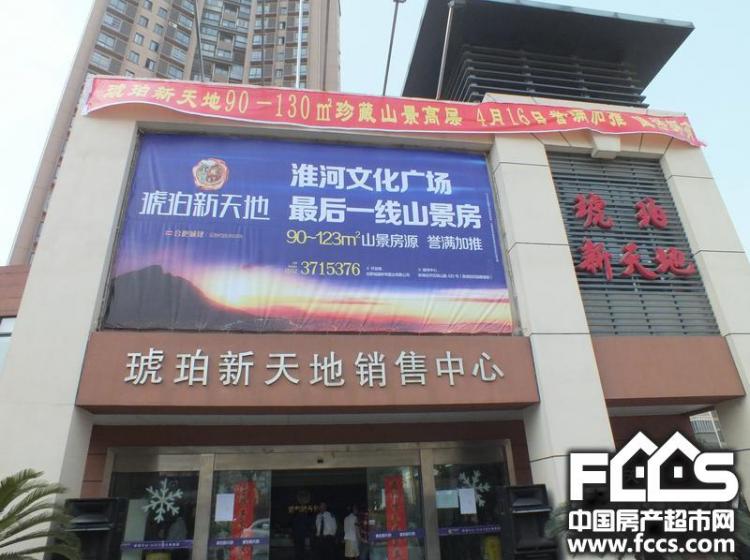 琥珀新天地90-130㎡珍藏山景高层 4月16日誉满加推
琥珀新天地
淮河文化广场
最后一线山景房
90~123m²山景房源 誉满加推
3715376
琥珀
新天地
琥珀新天地销售中心
FCCS
中国房产超市网
www.fccs.com